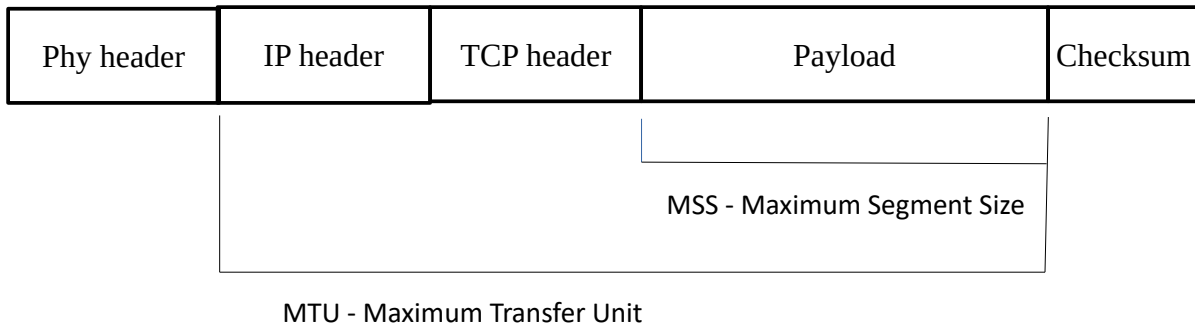 Phy header IP header TCP header Payload Checksum
MSS - Maximum Segment Size
MTU - Maximum Transfer Unit